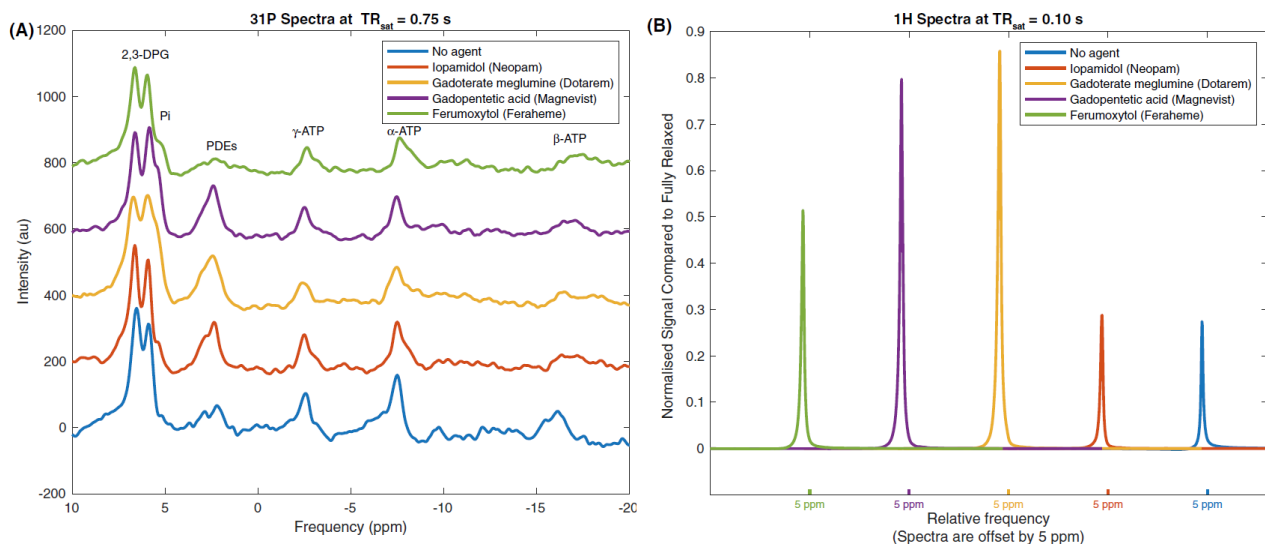 (A)
31P Spectra at TRsat = 0.75 s
1200
1000
800
600
400
200
0
-200
Intensity (au)
10
5
0
-5
-10
-15
-20
Frequency (ppm)
2,3-DPG
Pi
PDEs
γ-ATP
α-ATP
β-ATP
No agent
Iopamidol (Neopam)
Gadoterate meglumine (Dotarem)
Gadopentetic acid (Magnevist)
Ferumoxytol (Feraheme)
(B)
1H Spectra at TRsat = 0.10 s
0.9
0.8
0.7
0.6
0.5
0.4
0.3
0.2
0.1
0
Normalised Signal Compared to Fully Relaxed
No agent
Iopamidol (Neopam)
Gadoterate meglumine (Dotarem)
Gadopentetic acid (Magnevist)
Ferumoxytol (Feraheme)
5 ppm
5 ppm
5 ppm
5 ppm
5 ppm
Relative frequency
(Spectra are offset by 5 ppm)